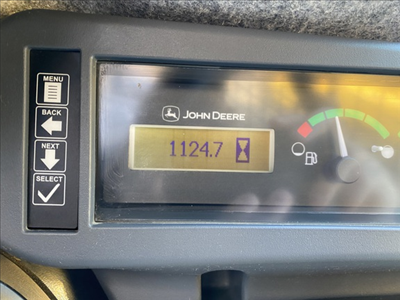 MENU
BACK
NEXT
SELECT
JOHN DEERE
1124.7